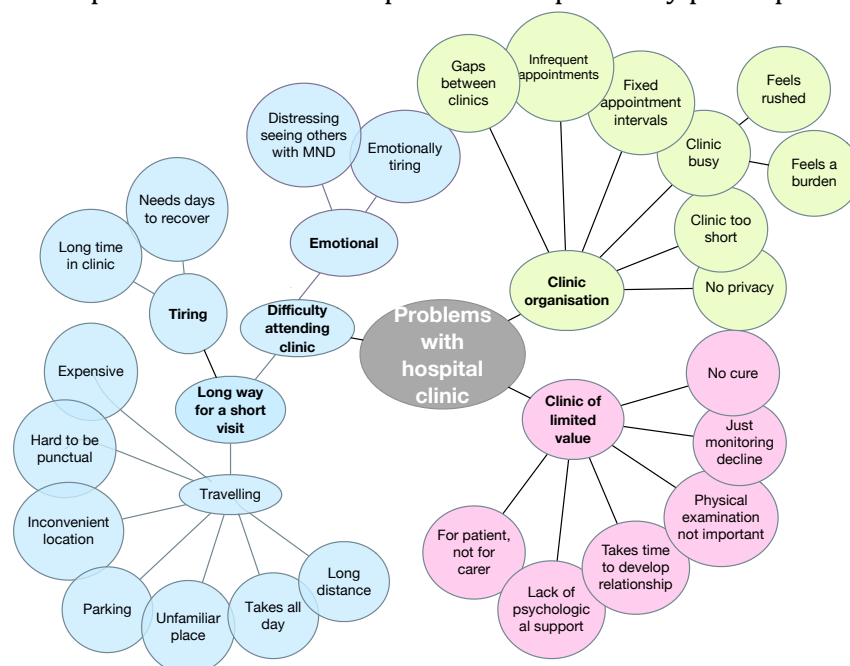 Gaps
between
clinics
Infrequent
appointments
Fixed
appointment
intervals
Feels
rushed
Clinic
busy
Feels a
burden
Distressing
seeing others
with MND
Emotionally
tiring
Needs days
to recover
Long time
in clinic
Emotional
Clinic too
short
Tiring
Difficulty
attending
clinic
Problems
with
hospital
clinic
Clinic
organisation
No privacy
Expensive
Long way
for a short
visit
Clinic of
limited
value
No cure
Hard to be
punctual
Just
monitoring
decline
Travelling
Inconvenient
location
Physical
examination
not important
For patient,
not for
carer
Takes time
to develop
relationship
Lack of
psychologic
al support
Parking
Unfamiliar
place
Takes all
day
Long
distance